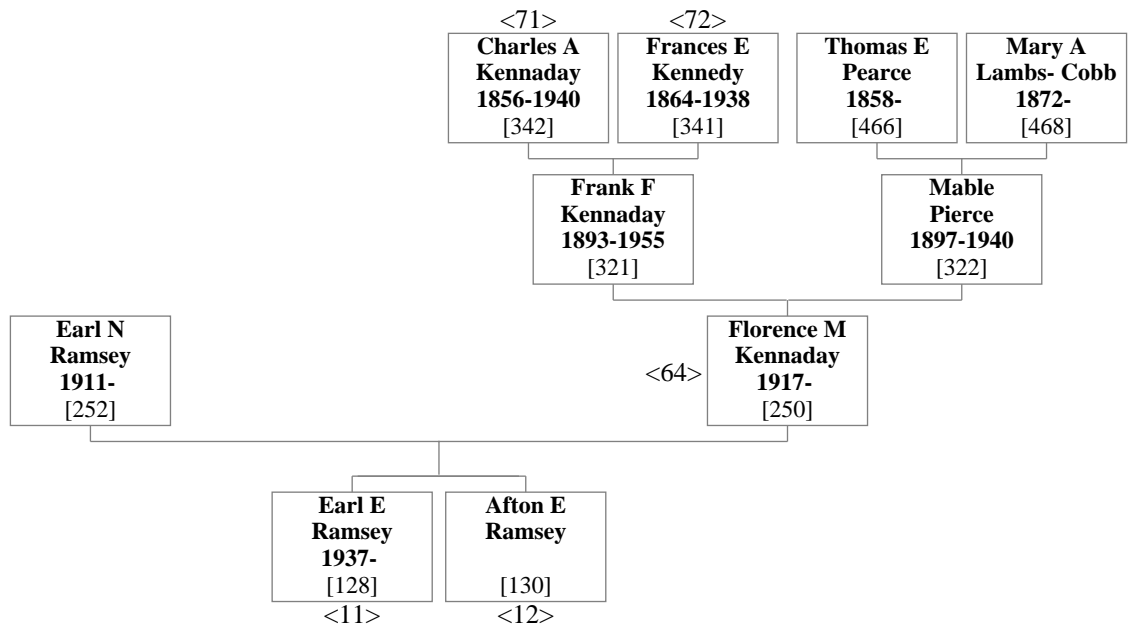 <71>
Charles A
Kennaday
1856-1940
[342]
<72>
Frances E
Kennedy
1864-1938
[341]
Thomas E
Pearce
1858-
[466]
Mary A
Lambs- Cobb
1872-
[468]
Frank F
Kennaday
1893-1955
[321]
Mable
Pierce
1897-1940
[322]
Earl N
Ramsey
1911-
[252]
<64>
Florence M
Kennaday
1917-
[250]
Earl E
Ramsey
1937-
[128]
<11>
Afton E
Ramsey
[130]
<12>